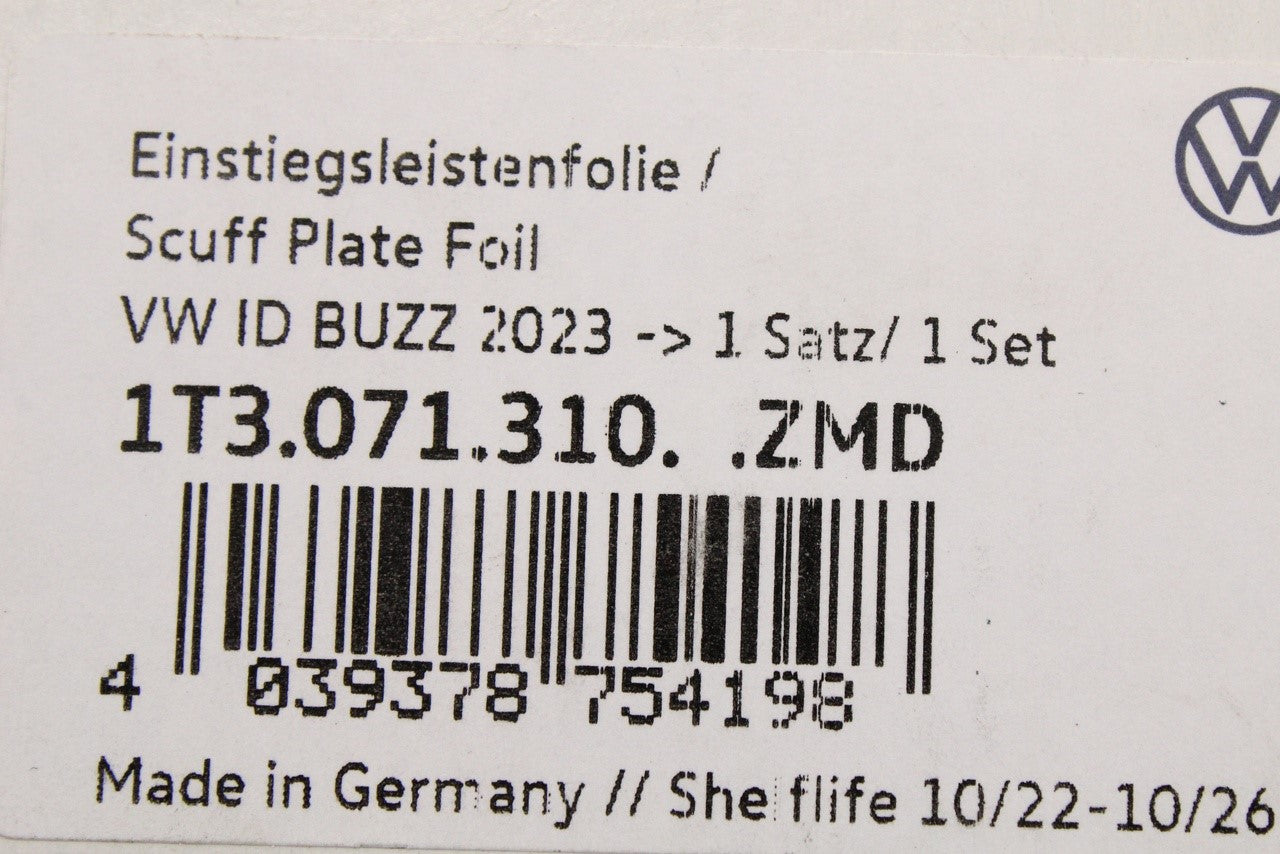 Einstiegsleistenfolie /
Scuff Plate Foil
VW ID BUZZ 2023 -> 1 Satz/ 1 Set
1T3.071.310. .ZMD
4 039378 754198
Made in Germany // Shelflife 10/22-10/26